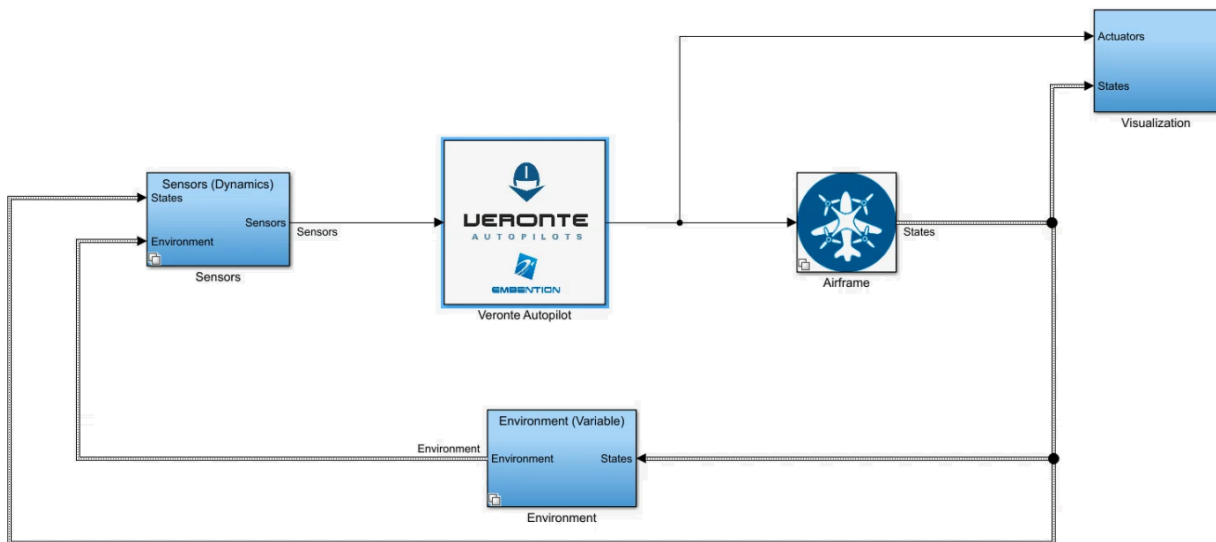 Actuators
States
Visualization
Sensors (Dynamics)
States
Sensors
Environment
Sensors
Sensors
VERONTE
AUTOPILOTS
EMBENTION
Veronte Autopilot
States
Airframe
Environment (Variable)
Environment
Environment
States
Environment